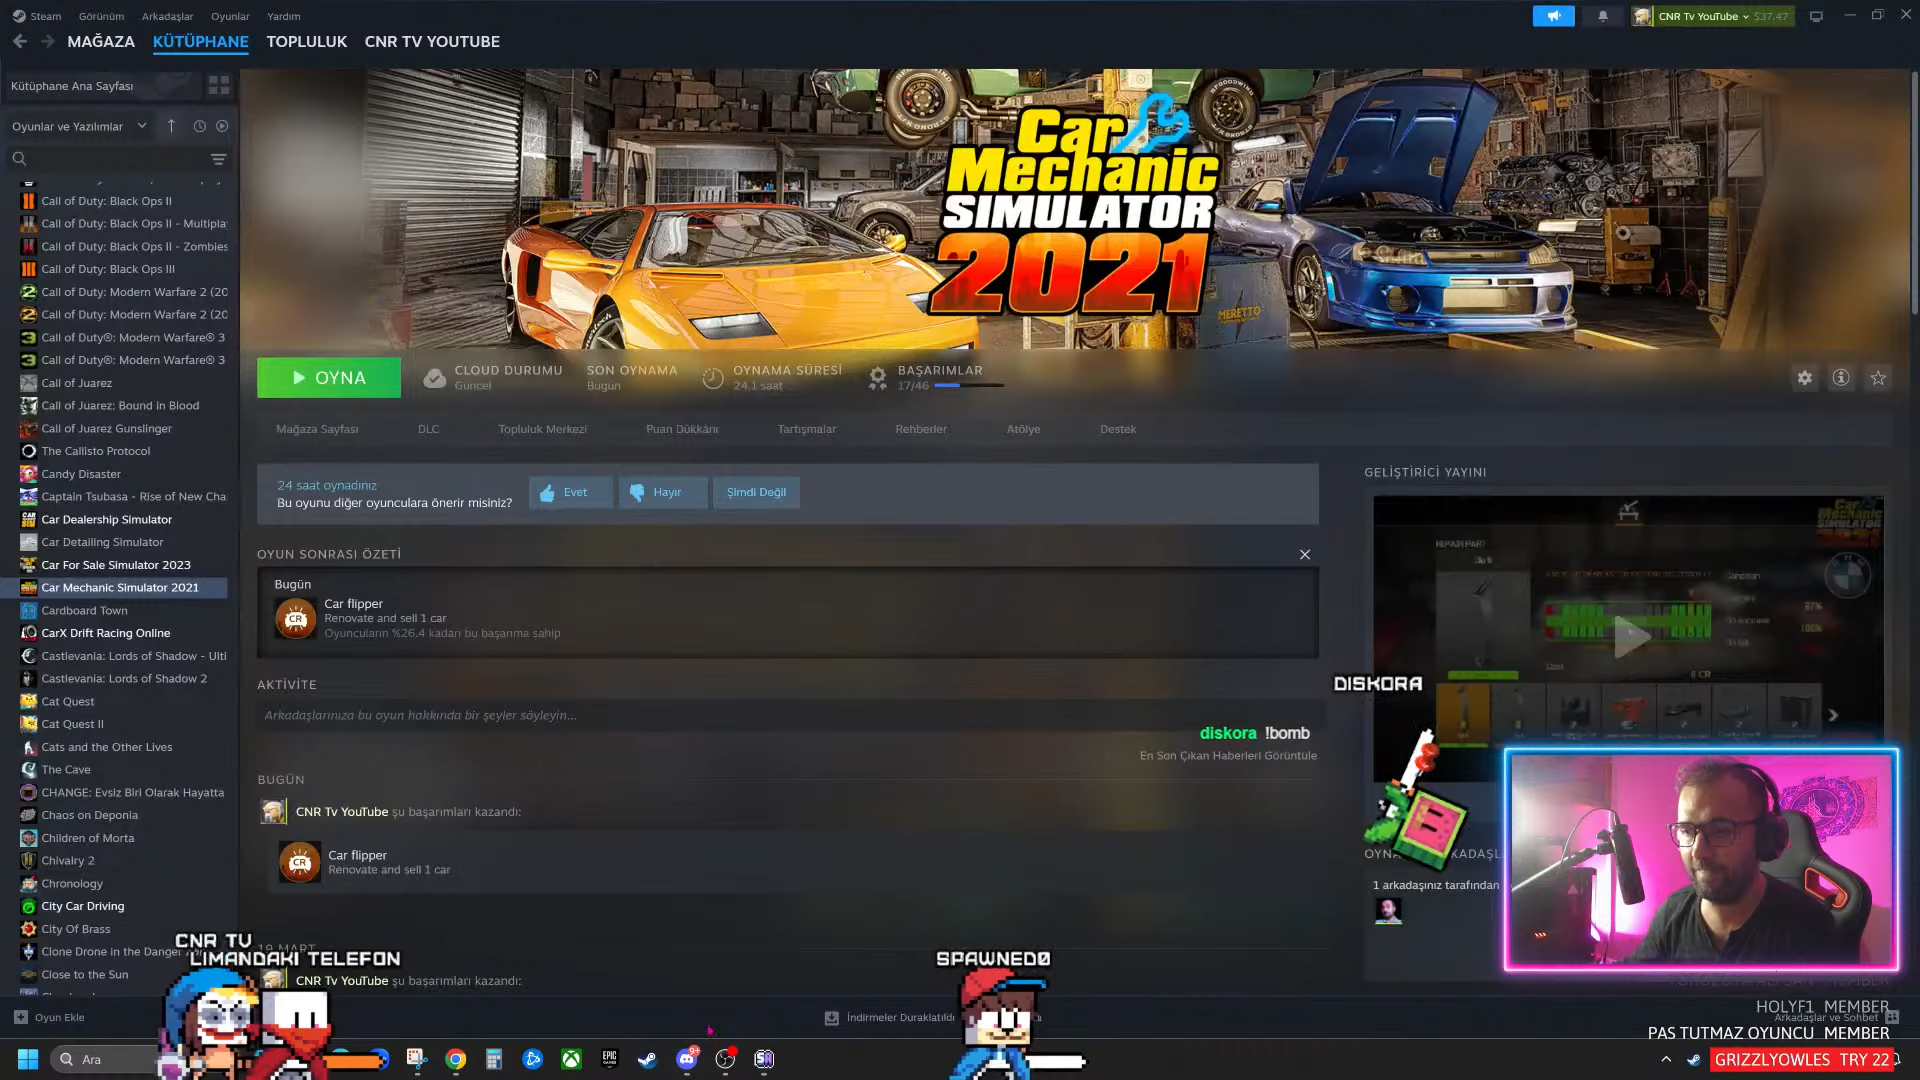 Steam Görünüm Arkadaşlar Oyunlar Yardım
CNR Tv YouTube $37.47
MAĞAZA KÜTÜPHANE TOPLULUK CNR TV YOUTUBE
Kütüphane Ana Sayfası
Oyunlar ve Yazılımlar
Call of Duty: Black Ops II
Call of Duty: Black Ops II - Multipla
Call of Duty: Black Ops II - Zombies
Call of Duty: Black Ops III
Call of Duty: Modern Warfare 2 (20
Call of Duty: Modern Warfare 2 (20
Call of Duty®: Modern Warfare® 3
Call of Duty®: Modern Warfare® 3
Call of Juarez
Call of Juarez: Bound in Blood
Call of Juarez Gunslinger
The Callisto Protocol
Candy Disaster
Captain Tsubasa - Rise of New Cha
Car Dealership Simulator
Car Detailing Simulator
Car For Sale Simulator 2023
Car Mechanic Simulator 2021
Cardboard Town
CarX Drift Racing Online
Castlevania: Lords of Shadow - Ulti
Castlevania: Lords of Shadow 2
Cat Quest
Cat Quest II
Cats and the Other Lives
The Cave
CHANGE: Evsiz Biri Olarak Hayatta
Chaos on Deponia
Children of Morta
Chivalry 2
Chronology
City Car Driving
City Of Brass
Clone Drone in the Danger
Close to the Sun
Oyun Ekle
Car
Mechanic
SIMULATOR
2021
MERETTO
OYNA
CLOUD DURUMU
Güncel
SON OYNAMA
Bugün
OYNAMA SÜRESİ
24,1 saat
BAŞARIMLAR
17/46
Mağaza Sayfası DLC Topluluk Merkezi Puan Dükkânı Tartışmalar Rehberler Atölye Destek
24 saat oynadınız
Bu oyunu diğer oyunculara önerir misiniz?
Evet Hayır Şimdi Değil
OYUN SONRASI ÖZETİ
Bugün
Car flipper
Renovate and sell 1 car
Oyuncuların %26,4 kadarı bu başarıma sahip
AKTİVİTE
Arkadaşlarınıza bu oyun hakkında bir şeyler söyleyin...
diskora !bomb
En Son Çıkan Haberleri Görüntüle
BUGÜN
CNR Tv YouTube şu başarımları kazandı:
CR
Car flipper
Renovate and sell 1 car
19 MART
CNR Tv YouTube şu başarımları kazandı:
GELİŞTİRİCİ YAYINI
DISKORA
1 arkadaşınız tarafından
CNR TV
LIMANDAKI TELEFON
SPAWNED0
İndirmeler Duraklatıld
Arkadaşlar ve Sohbet
HOLYF1 MEMBER
PAS TUTMAZ OYUNCU MEMBER
GRIZZLYOWLES TRY 22
Ara